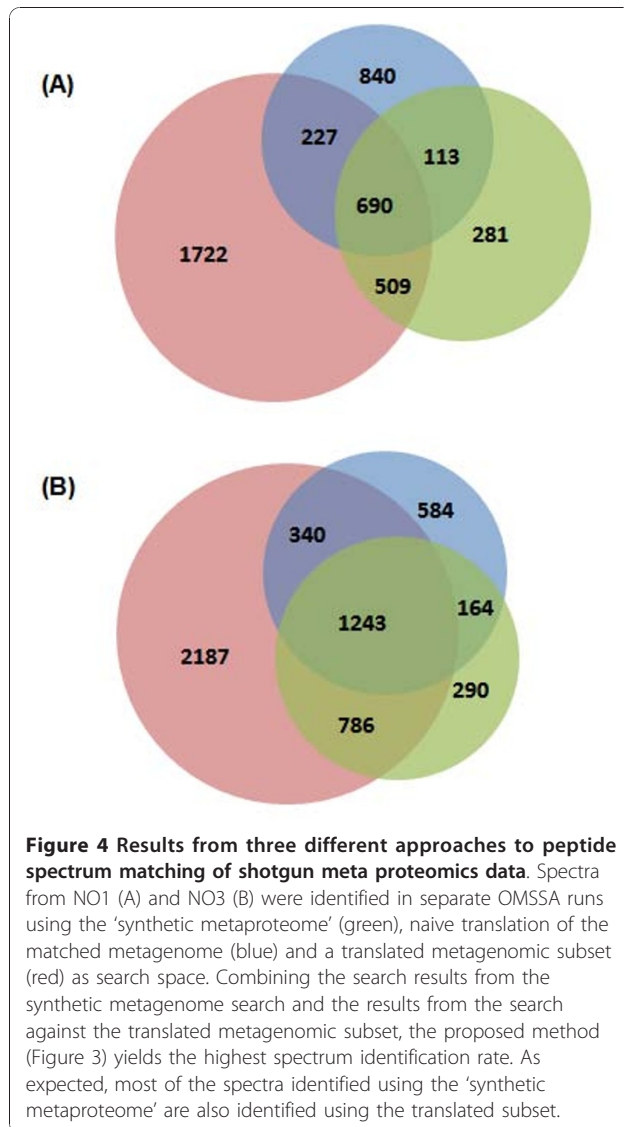 (A)
840
227
113
690
281
1722
509
(B)
584
340
164
1243
2187
290
786
Figure 4 Results from three different approaches to peptide
spectrum matching of shotgun meta proteomics data. Spectra
from NO1 (A) and NO3 (B) were identified in separate OMSSA runs
using the ‘synthetic metaproteome’ (green), naive translation of the
matched metagenome (blue) and a translated metagenomic subset
(red) as search space. Combining the search results from the
synthetic metagenome search and the results from the search
against the translated metagenomic subset, the proposed method
(Figure 3) yields the highest spectrum identification rate. As
expected, most of the spectra identified using the ‘synthetic
metaproteome’ are also identified using the translated subset.